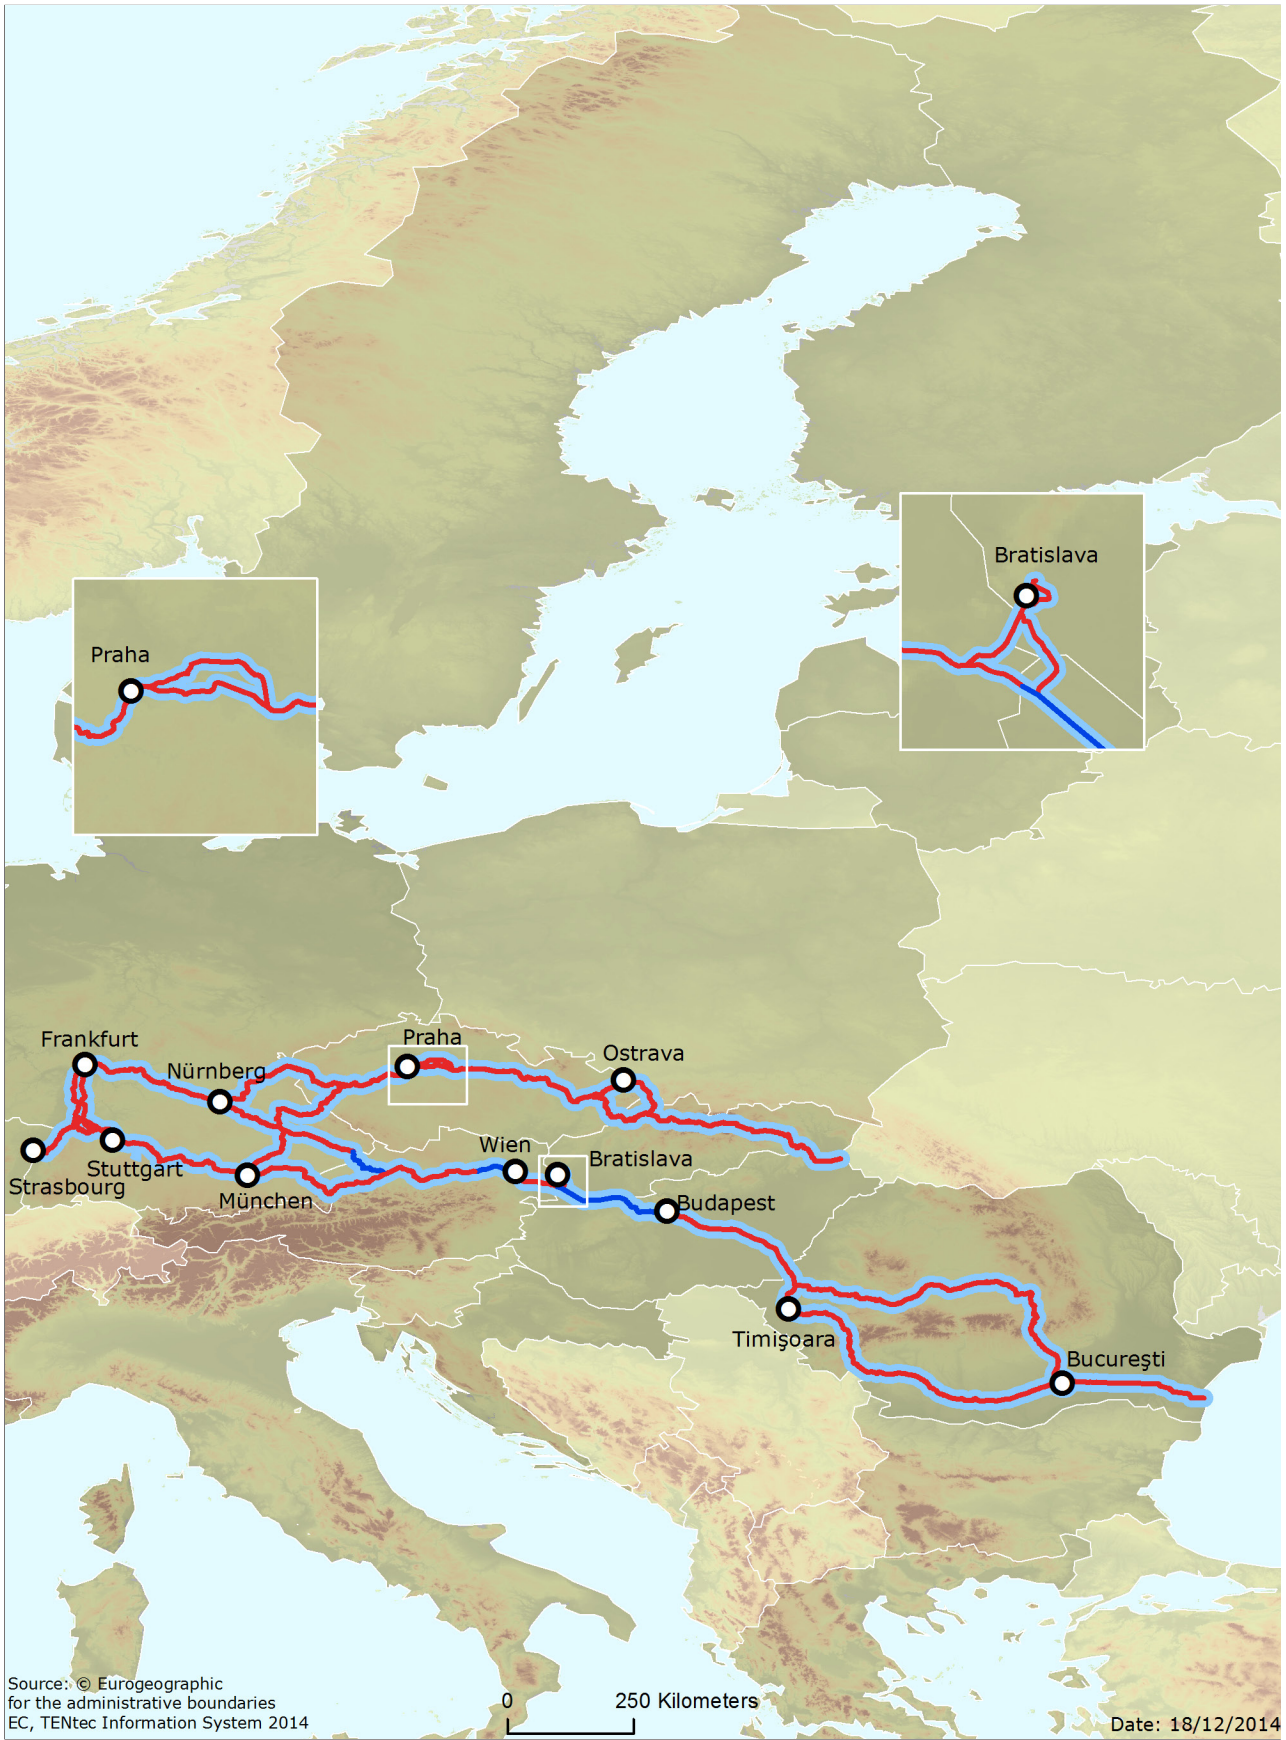 Bratislava
Praha
Frankfurt
Praha
Nürnberg
Ostrava
Wien
Stuttgart
Bratislava
Strasbourg
München
Budapest
Timişoara
Bucureşti
Source: © Eurogeographic
for the administrative boundaries
EC, TENtec Information System 2014
0 250 Kilometers
Date: 18/12/2014